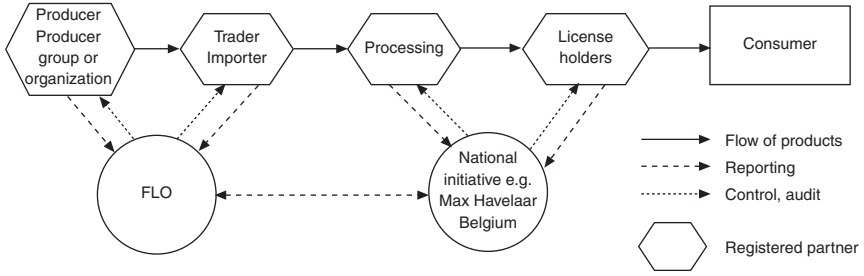 Producer
Producer
group or
organization
Trader
Importer
Processing
License
holders
Consumer
FLO
National
initiative e.g.
Max Havelaar
Belgium
Flow of products
Reporting
Control, audit
Registered partner